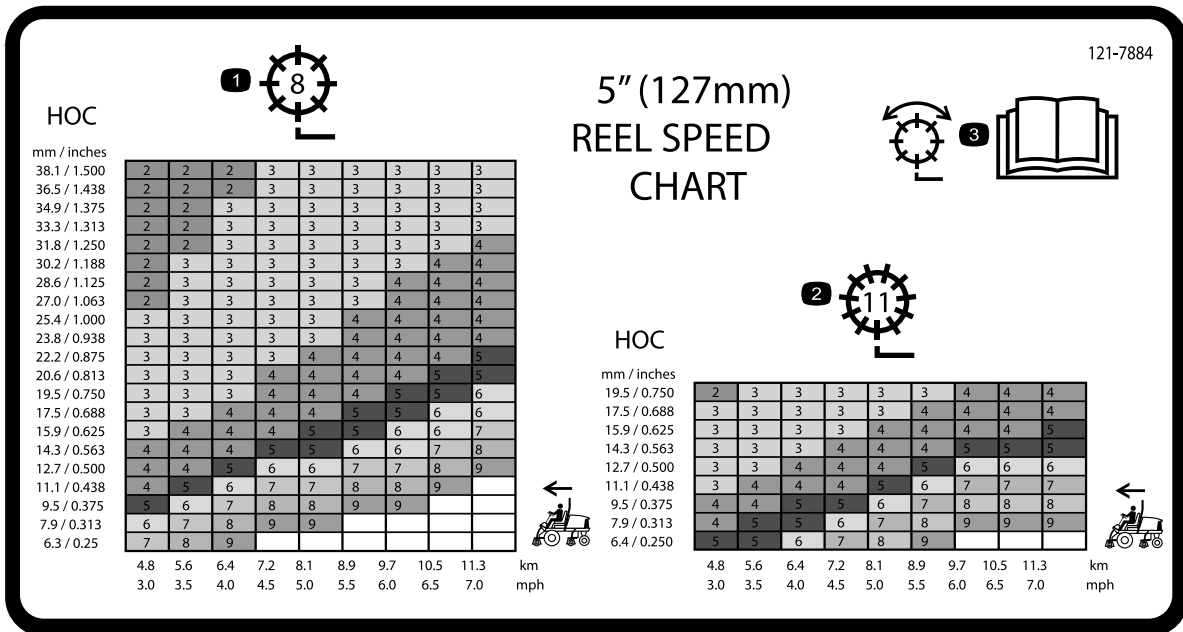 121-7884
5” (127mm)
REEL SPEED
CHART
1
8
HOC
mm / inches
38.1 / 1.500 2 2 2 3 3 3 3 3 3
36.5 / 1.438 2 2 2 3 3 3 3 3 3
34.9 / 1.375 2 2 3 3 3 3 3 3 3
33.3 / 1.313 2 2 3 3 3 3 3 3 3
31.8 / 1.250 2 2 3 3 3 3 3 3 4
30.2 / 1.188 2 3 3 3 3 3 3 4 4
28.6 / 1.125 2 3 3 3 3 3 4 4 4
27.0 / 1.063 2 3 3 3 3 3 4 4 4
25.4 / 1.000 3 3 3 3 3 4 4 4 4
23.8 / 0.938 3 3 3 3 3 4 4 4 4
22.2 / 0.875 3 3 3 3 4 4 4 4 5
20.6 / 0.813 3 3 3 4 4 4 4 5 5
19.5 / 0.750 3 3 3 4 4 4 5 5 6
17.5 / 0.688 3 3 4 4 4 5 5 6 6
15.9 / 0.625 3 4 4 4 5 5 6 6 7
14.3 / 0.563 4 4 4 5 5 6 6 7 8
12.7 / 0.500 4 4 5 6 6 7 7 8 9
11.1 / 0.438 4 5 6 7 7 8 8 9
9.5 / 0.375 5 6 7 8 8 9 9
7.9 / 0.313 6 7 8 9 9
6.3 / 0.25 7 8 9
4.8 5.6 6.4 7.2 8.1 8.9 9.7 10.5 11.3 km
3.0 3.5 4.0 4.5 5.0 5.5 6.0 6.5 7.0 mph
3
2
11
HOC
mm / inches
19.5 / 0.750 2 3 3 3 3 3 4 4 4
17.5 / 0.688 3 3 3 3 3 4 4 4 4
15.9 / 0.625 3 3 3 3 4 4 4 4 5
14.3 / 0.563 3 3 3 4 4 4 5 5 5
12.7 / 0.500 3 3 4 4 4 5 6 6 6
11.1 / 0.438 3 4 4 4 5 6 7 7 7
9.5 / 0.375 4 4 5 5 6 7 8 8 8
7.9 / 0.313 4 5 5 6 7 8 9 9 9
6.4 / 0.250 5 5 6 7 8 9
4.8 5.6 6.4 7.2 8.1 8.9 9.7 10.5 11.3 km
3.0 3.5 4.0 4.5 5.0 5.5 6.0 6.5 7.0 mph